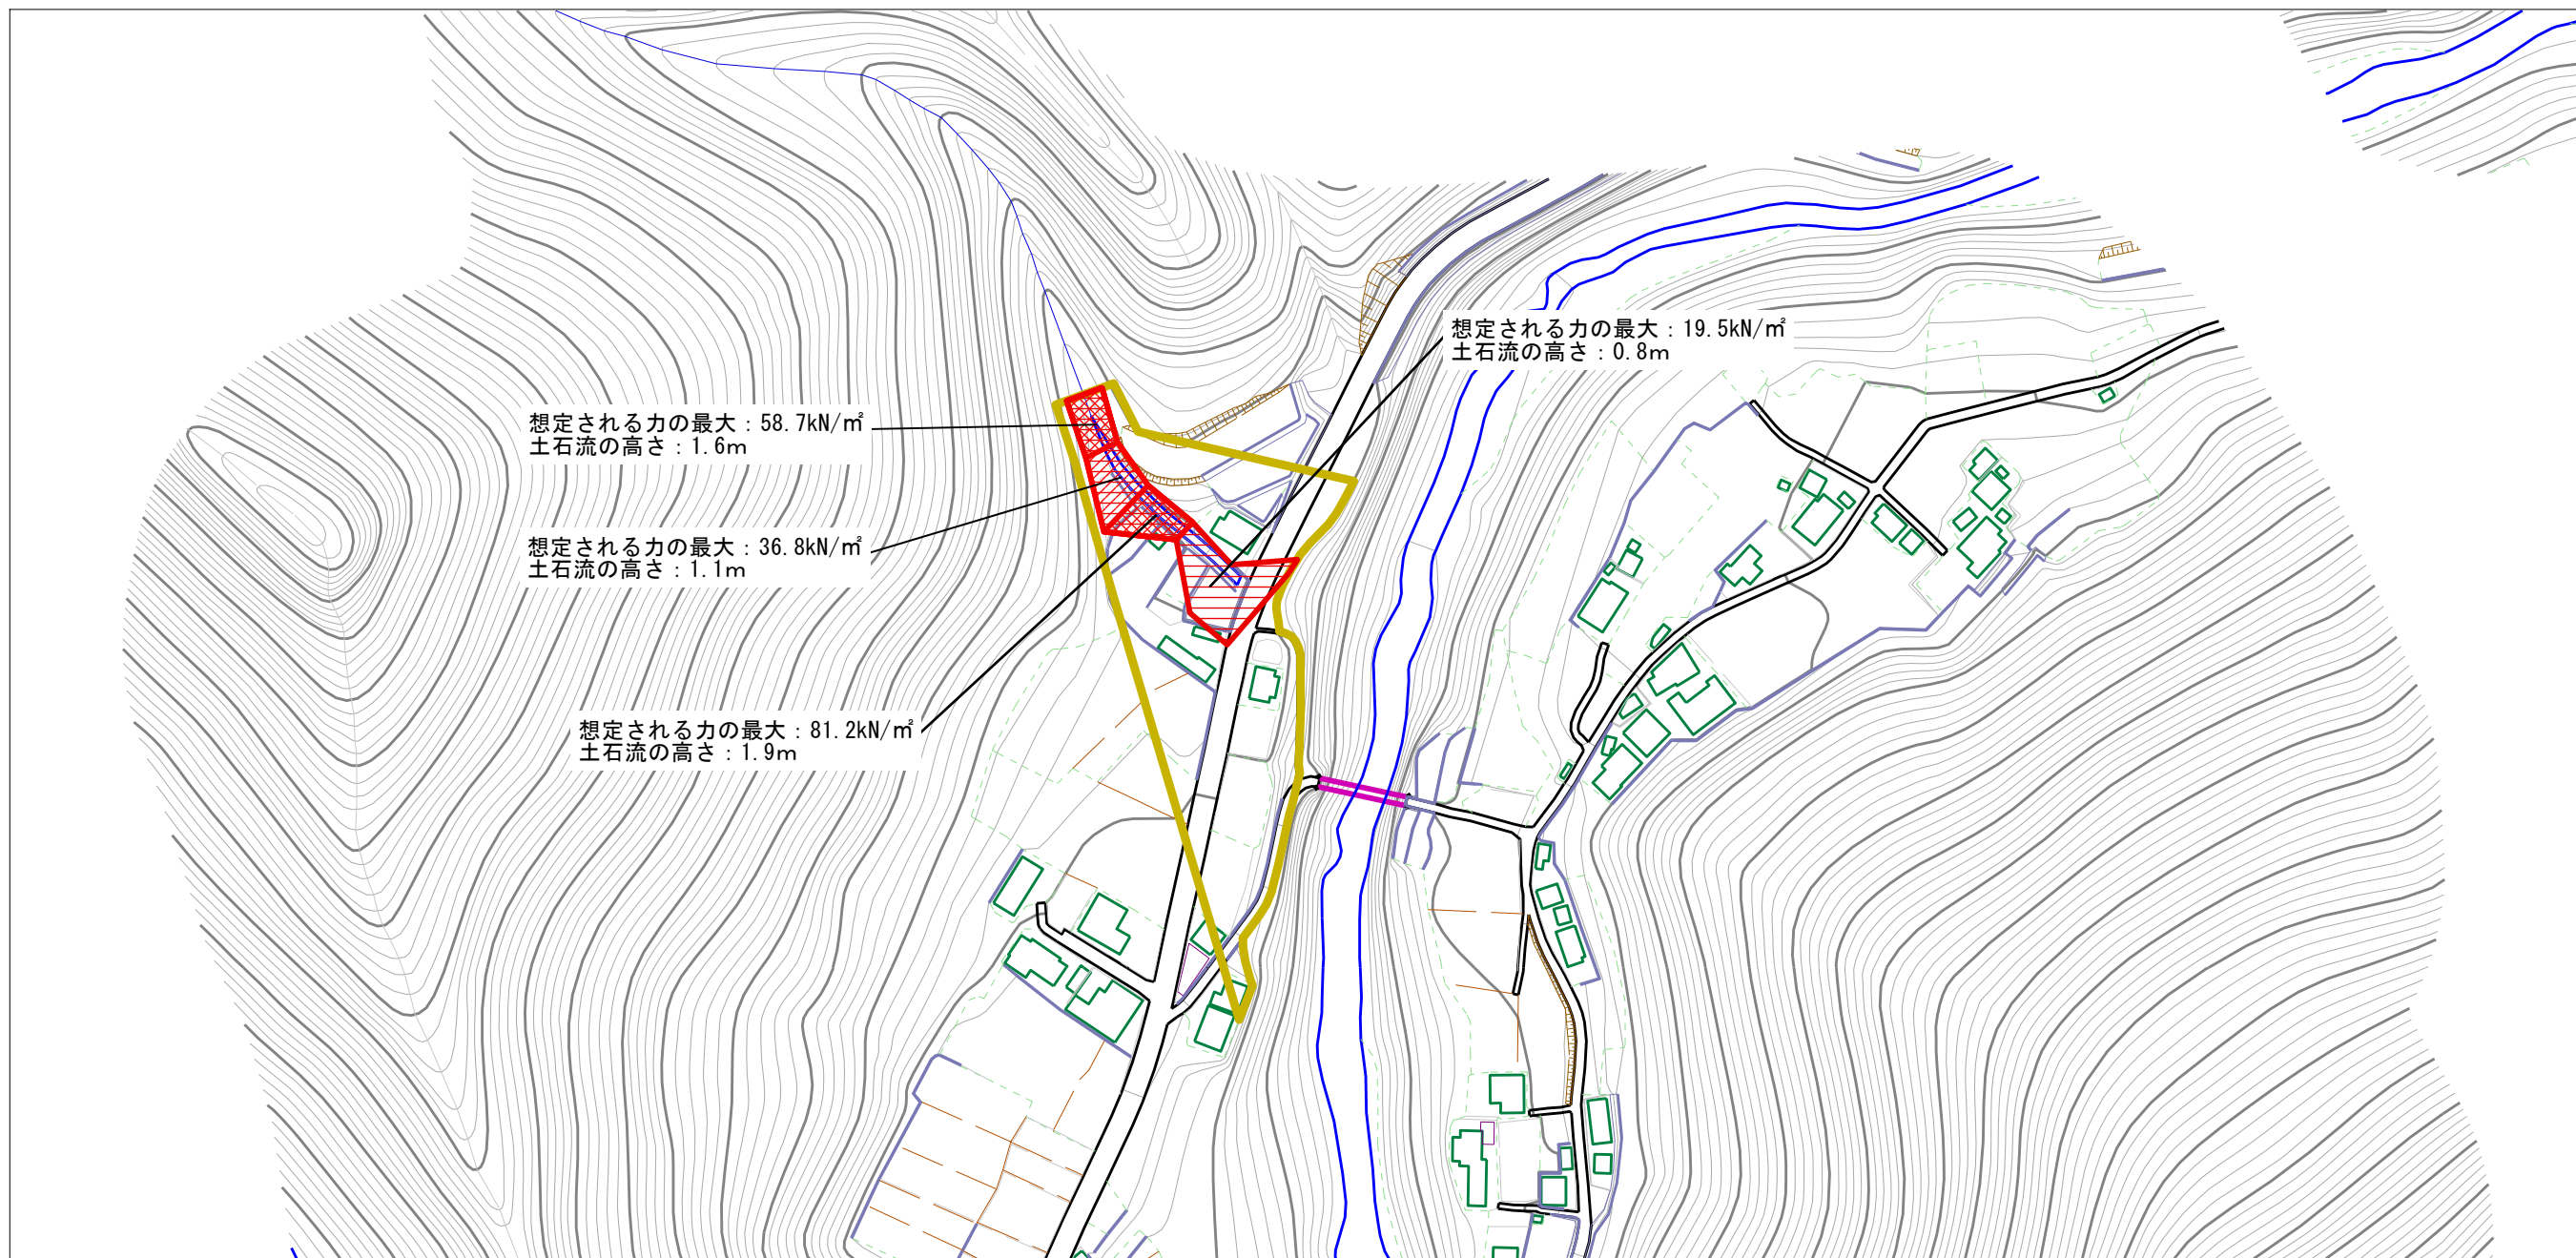 想定される力の最大：19.5kN/㎡
土石流の高さ：0.8m
想定される力の最大：58.7kN/㎡
土石流の高さ：1.6m
想定される力の最大：36.8kN/㎡
土石流の高さ：1.1m
想定される力の最大：81.2kN/㎡
土石流の高さ：1.9m